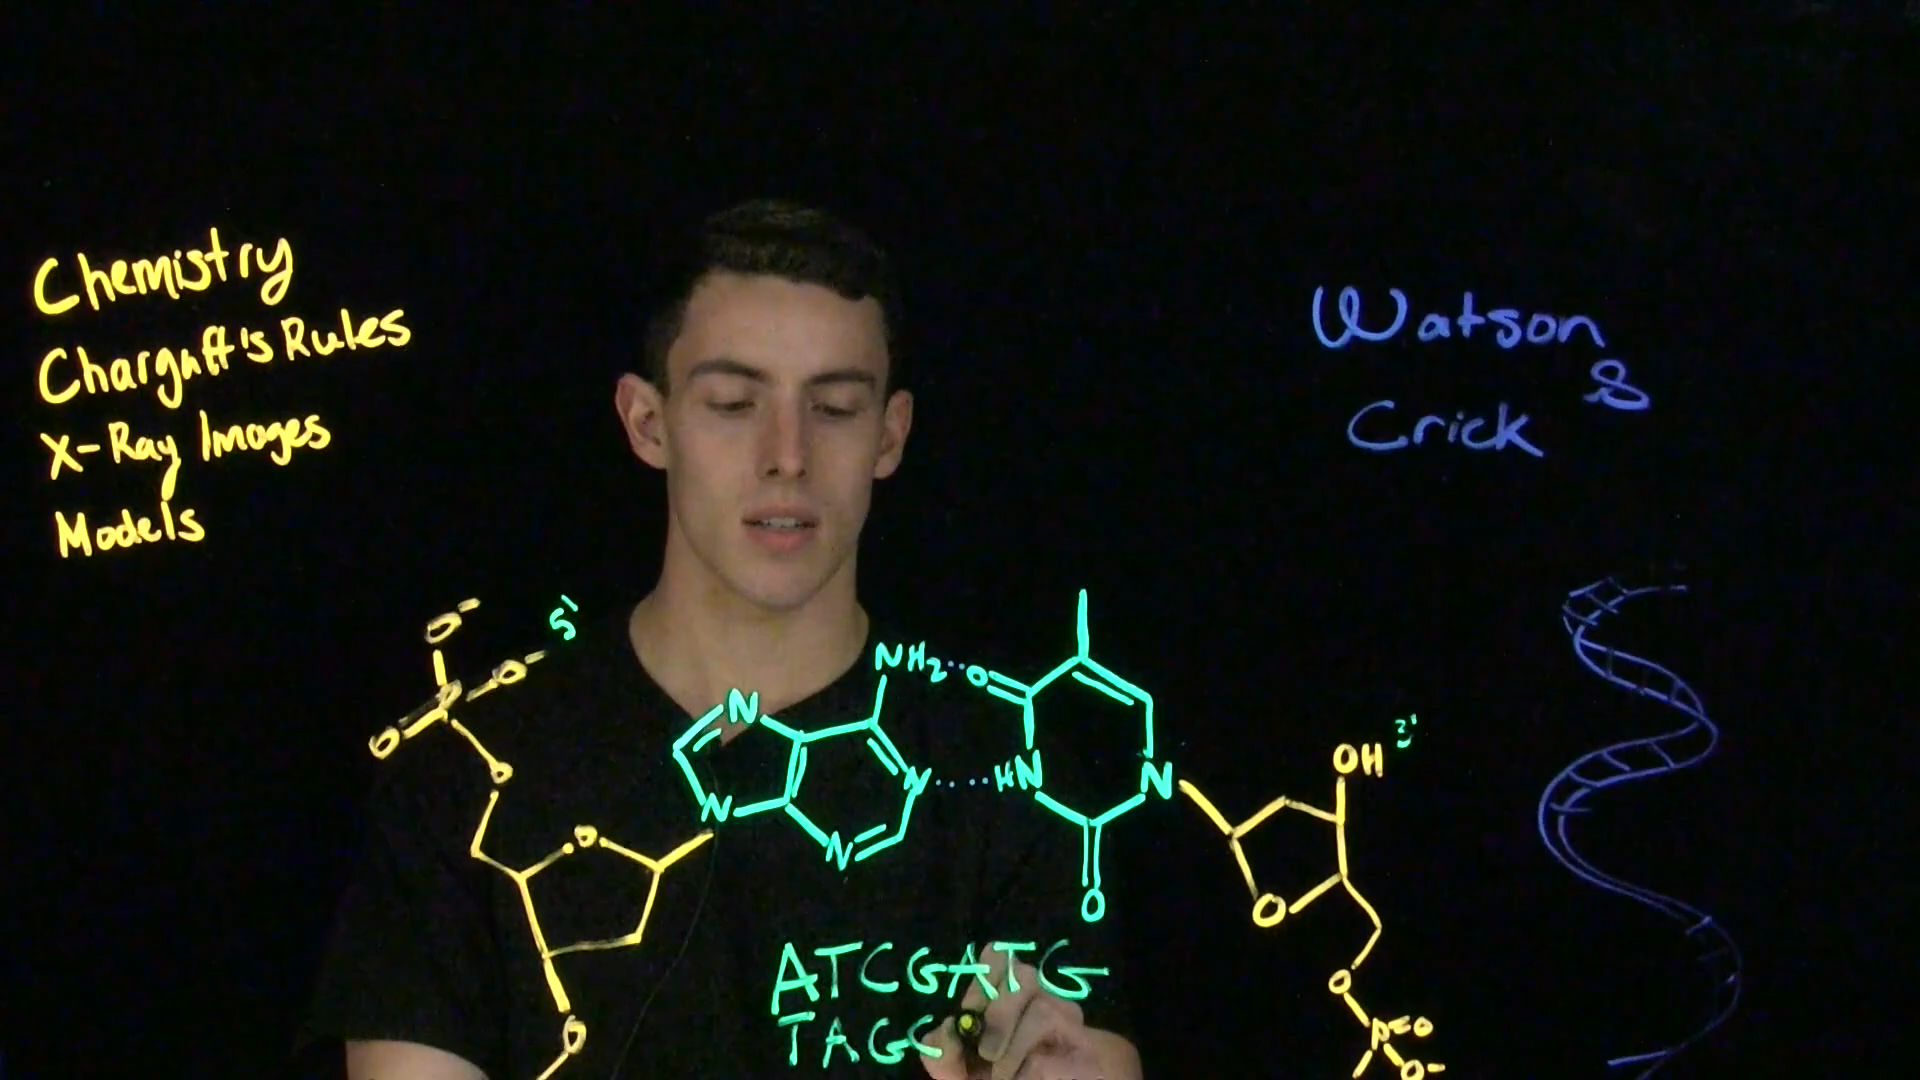 Chemistry
Chargaff's Rules
X-Ray Images
Models
Watson
&
Crick
O-
5'
P
O-
O
O
O
O
N
N
NH2
N
N
O
HN
N
O
OH
3'
O
O
P=O
O-
ATCGATG
TAGC